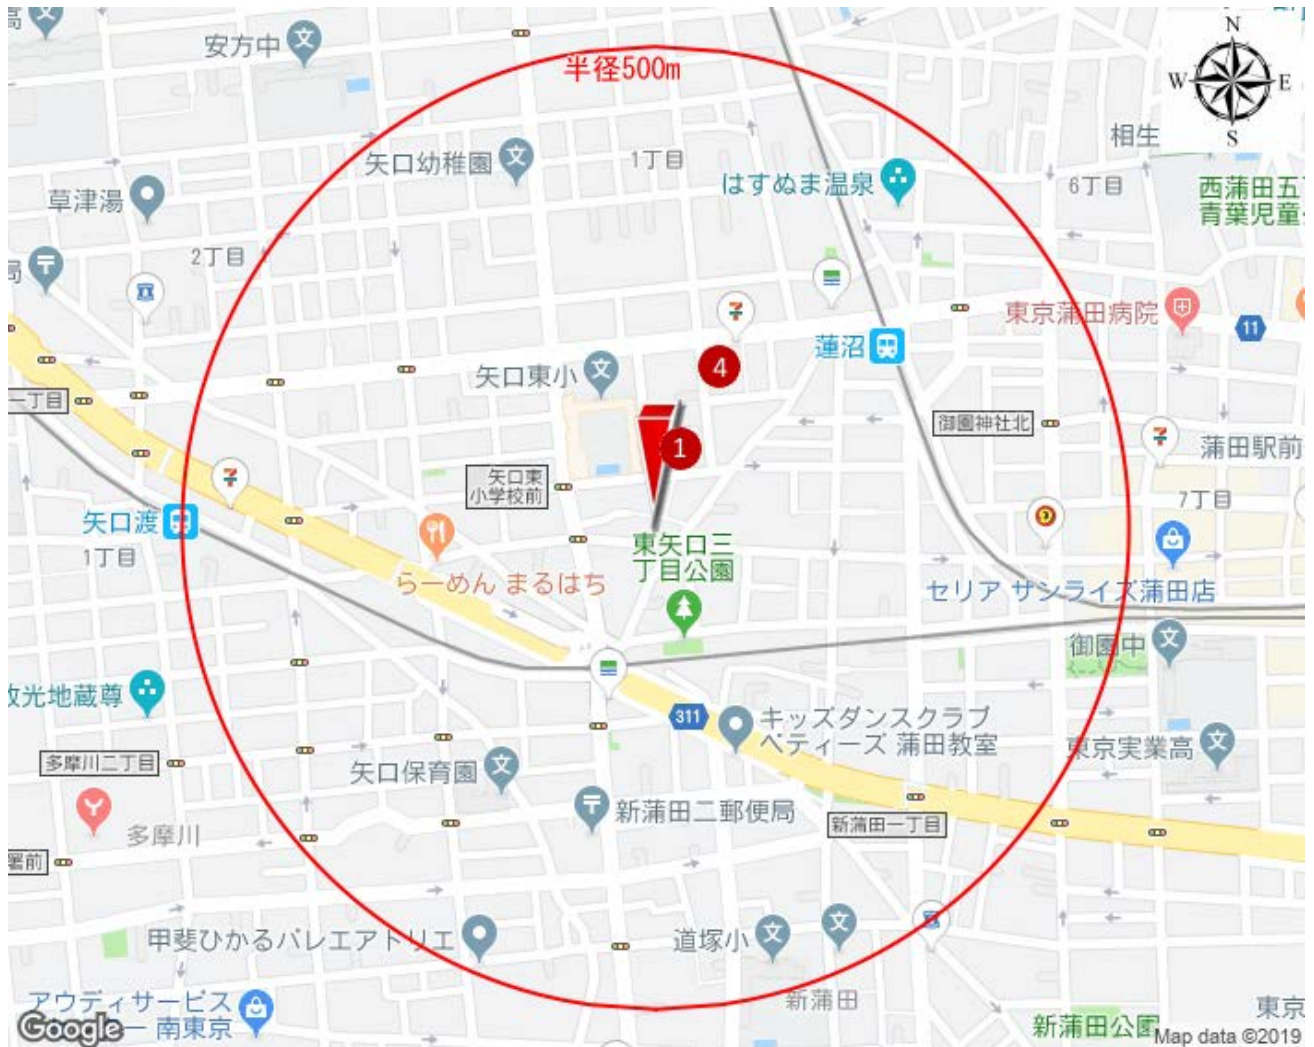 高
安方中
半径500m
N
W
E
S
矢口幼稚園
1丁目
相生
はすぬま温泉
6丁目
草津湯
西蒲田五丁
青葉児童
2丁目
局
東京蒲田病院
11
蓮沼
4
矢口東小
一丁目
御園神社北
1
蒲田駅前
矢口東
小学校前
7丁目
矢口渡
1丁目
東矢口三
丁目公園
らーめん まるはち
セリア サンライズ蒲田店
御園中
放光地蔵尊
311
キッズダンスクラブ
ベティーズ 蒲田教室
東京実業高
多摩川二丁目
矢口保育園
新蒲田二郵便局
新蒲田一丁目
多摩川
署前
甲斐ひかるバレエアトリエ
道塚小
新蒲田
アウディサービス
ー 南東京
東京
新蒲田公園
Google
Map data ©2019